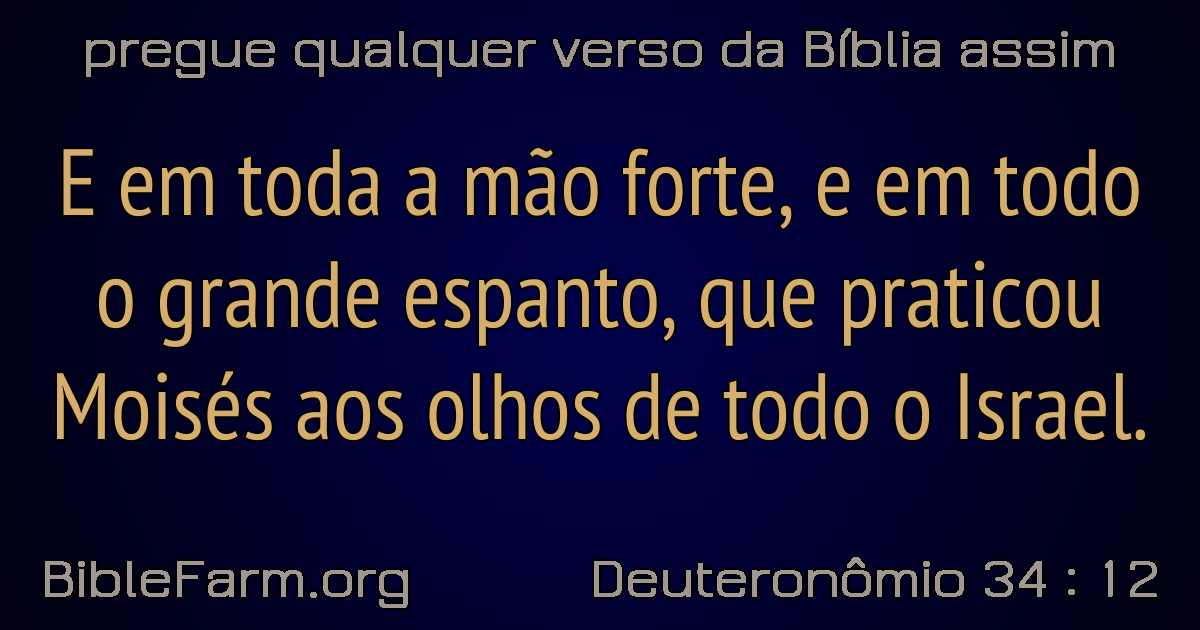 pregue qualquer verso da Bíblia assim
E em toda a mão forte, e em todo
o grande espanto, que praticou
Moisés aos olhos de todo o Israel.
BibleFarm.org
Deuteronômio 34 : 12